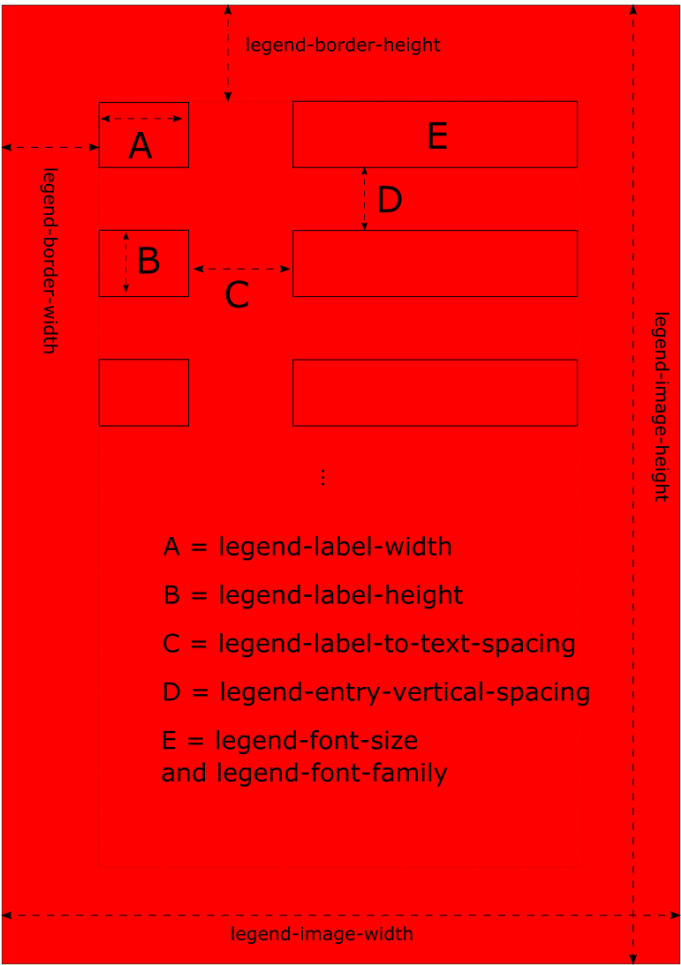 legend-border-height
A
E
legend-border-width
D
B
C
legend-image-height
⋮
A = legend-label-width
B = legend-label-height
C = legend-label-to-text-spacing
D = legend-entry-vertical-spacing
E = legend-font-size
and legend-font-family
legend-image-width